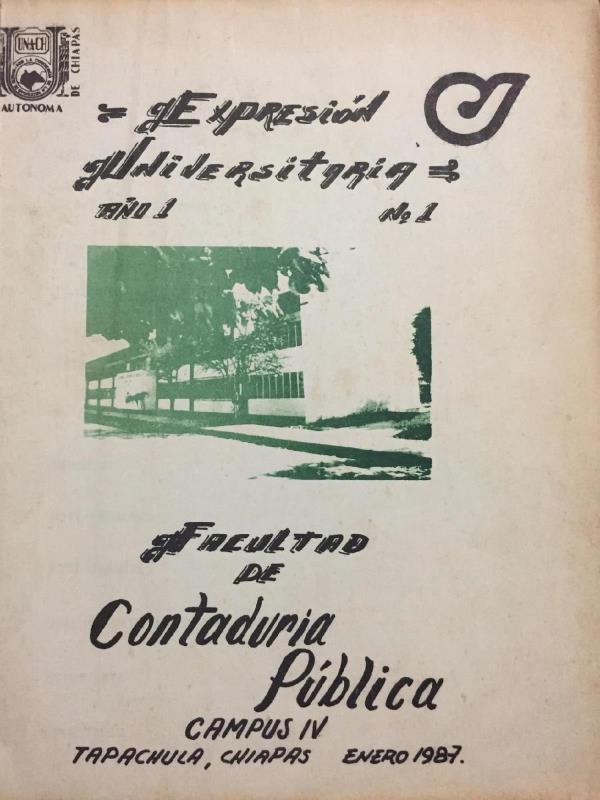 UNACH
AUTONOMA
DE CHIAPAS
Expresión
Universitaria
AÑO 1 No. 1
FACULTAD
DE
Contaduria
Pública
CAMPUS IV
TAPACHULA, CHIAPAS ENERO 1987.